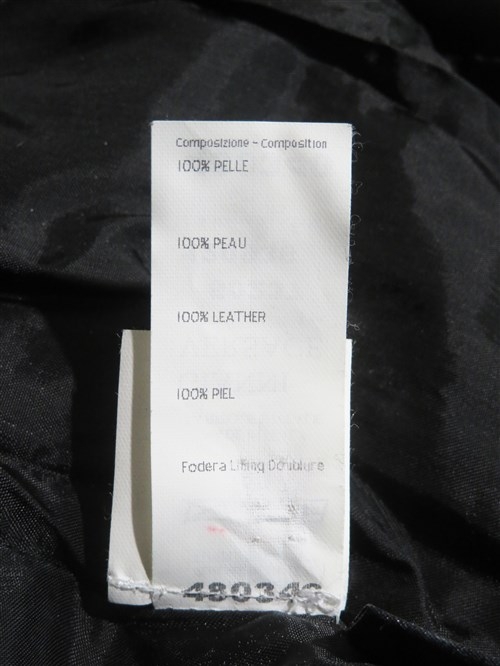 Composizione - Composition
100% PELLE
100% PEAU
100% LEATHER
100% PIEL
Fodera Lining Doublure